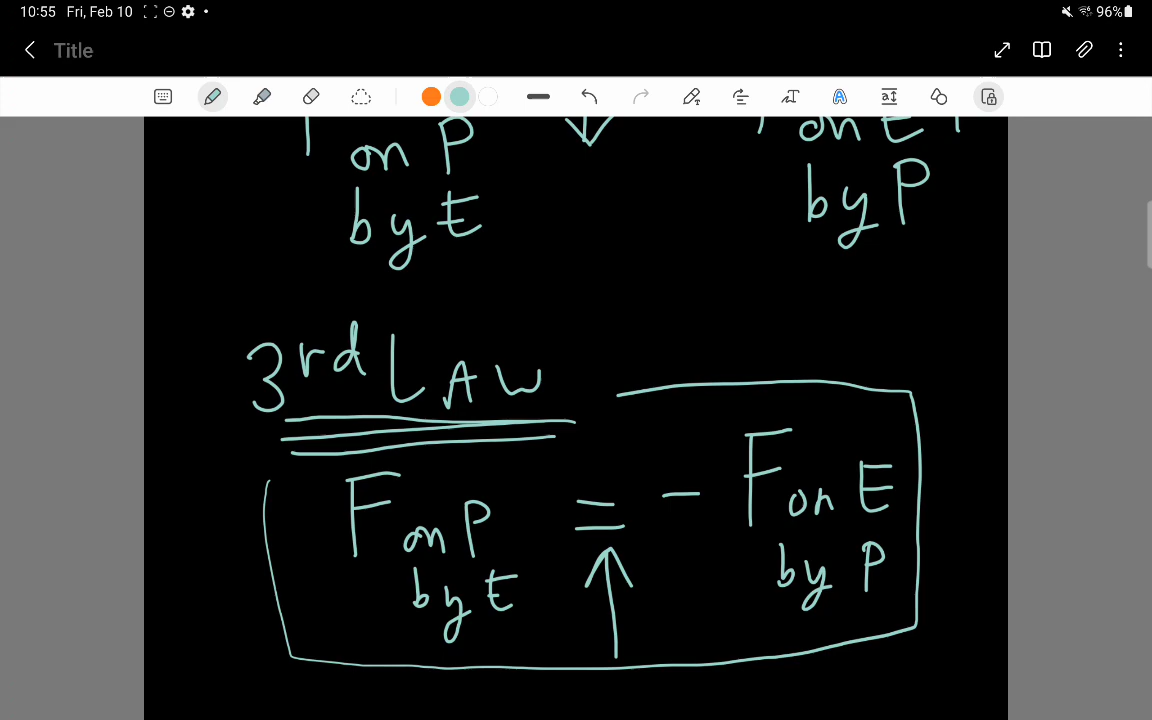 10:55 Fri, Feb 10 96%
Title
on P on E
by E by P
3rd LAW
F on P = - F on E
by E by P